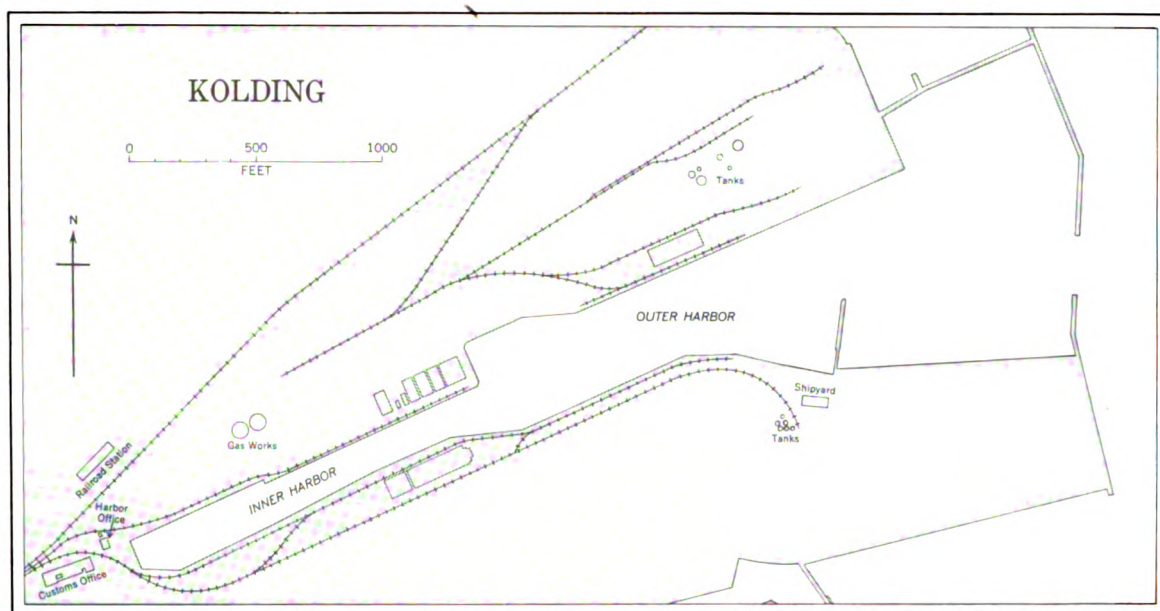 KOLDING
0 500 1000
FEET
N
Tanks
OUTER HARBOR
Shipyard
Tanks
Gas Works
Railroad Station
INNER HARBOR
Harbor
Office
Customs Office